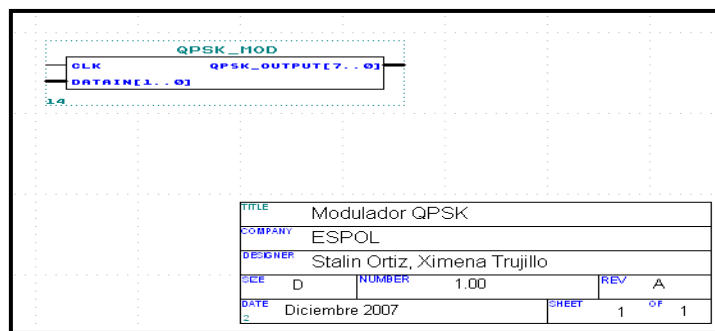 QPSK_MOD
CLK QPSK_OUTPUT[7..0]
DATAIN[1..0]
14
TITLE Modulador QPSK
COMPANY ESPOL
DESIGNER Stalin Ortiz, Ximena Trujillo
SIZE D NUMBER 1.00 REV A
DATE Diciembre 2007 SHEET 1 OF 1
2